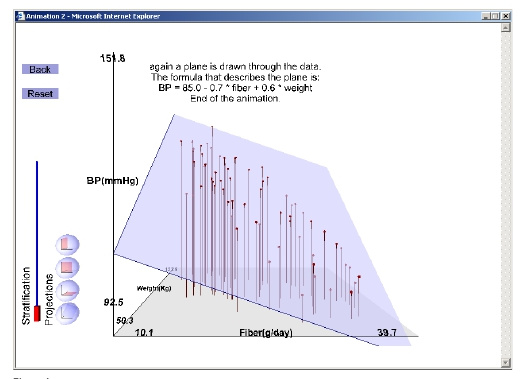 Animation 2 - Microsoft Internet Explorer
151.8
again a plane is drawn through the data.
The formula that describes the plane is:
BP = 85.0 - 0.7 * fiber + 0.6 * weight
End of the animation.
Back
Reset
BP(mmHg)
Weight(Kg)
92.5
50.3
10.1
Fiber(g/day)
39.7
Stratification
Projections